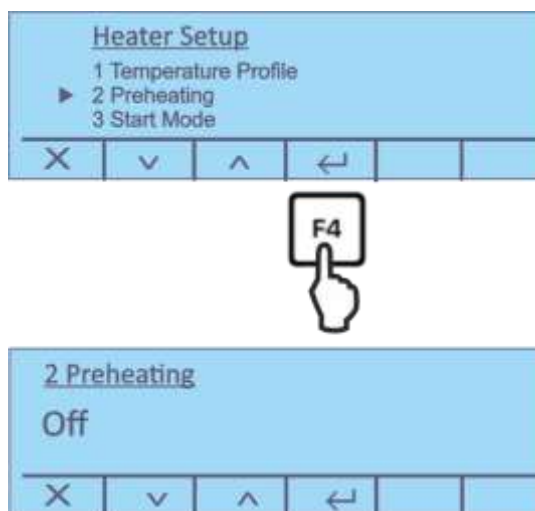 Heater Setup
1 Temperature Profile
2 Preheating
3 Start Mode
F4
2 Preheating
Off